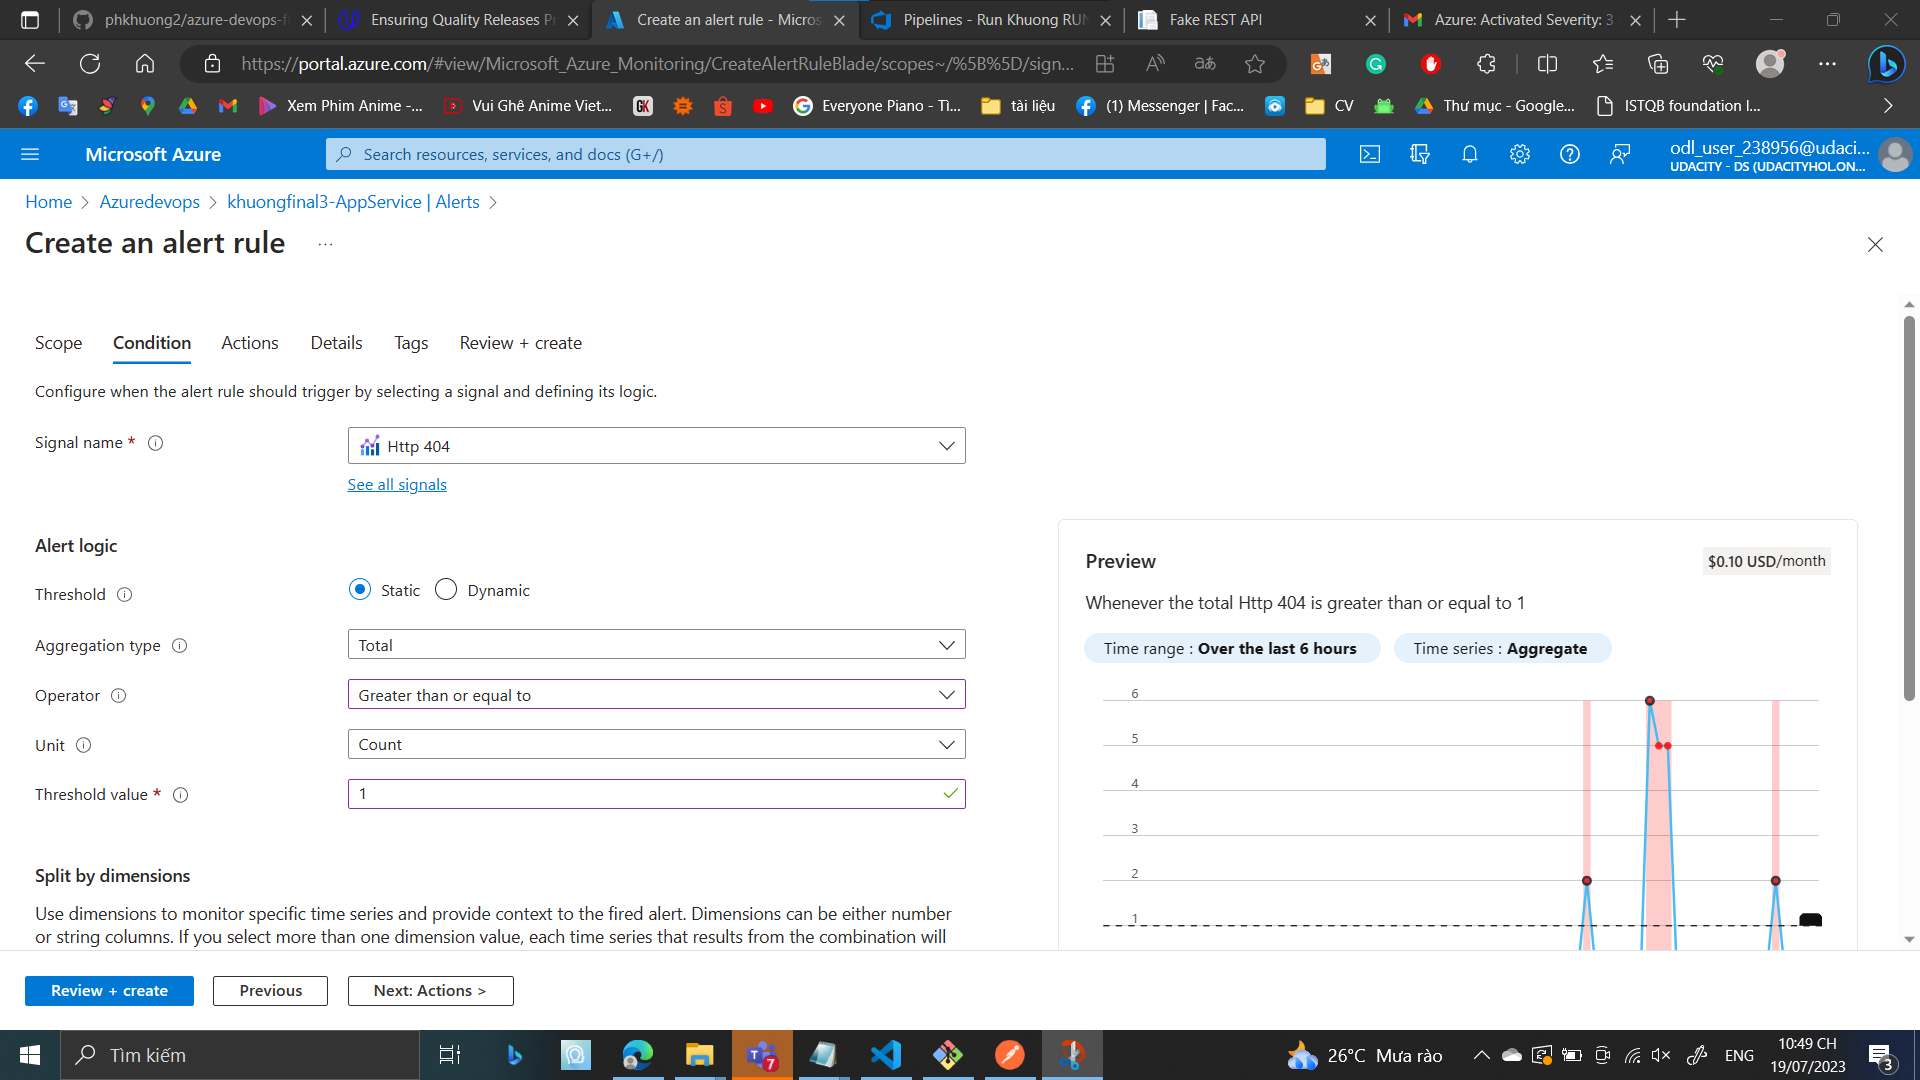 phkhuong2/azure-devops-fi
Ensuring Quality Releases Pr
Create an alert rule - Micros
Pipelines - Run Khuong RUN
Fake REST API
Azure: Activated Severity: 3
https://portal.azure.com/#view/Microsoft_Azure_Monitoring/CreateAlertRuleBlade/scopes~/%5B%5D/sign...
Xem Phim Anime -...
Vui Ghê Anime Viet...
Everyone Piano - Tì...
tài liệu
(1) Messenger | Fac...
CV
Thư mục - Google...
ISTQB foundation l...
Microsoft Azure
Search resources, services, and docs (G+/)
odl_user_238956@udaci...
UDACITY - DS (UDACITYHOL.ON...
Home > Azuredevops > khuongfinal3-AppService | Alerts >
Create an alert rule ...
Scope Condition Actions Details Tags Review + create
Configure when the alert rule should trigger by selecting a signal and defining its logic.
Signal name *
Http 404
See all signals
Alert logic
Threshold
Static
Dynamic
Aggregation type
Total
Operator
Greater than or equal to
Unit
Count
Threshold value *
1
Split by dimensions
Use dimensions to monitor specific time series and provide context to the fired alert. Dimensions can be either number
or string columns. If you select more than one dimension value, each time series that results from the combination will
Preview
$0.10 USD/month
Whenever the total Http 404 is greater than or equal to 1
Time range : Over the last 6 hours
Time series : Aggregate
6
5
4
3
2
1
Review + create
Previous
Next: Actions >
Tìm kiếm
7
26°C Mưa rào
ENG
10:49 CH
19/07/2023
3